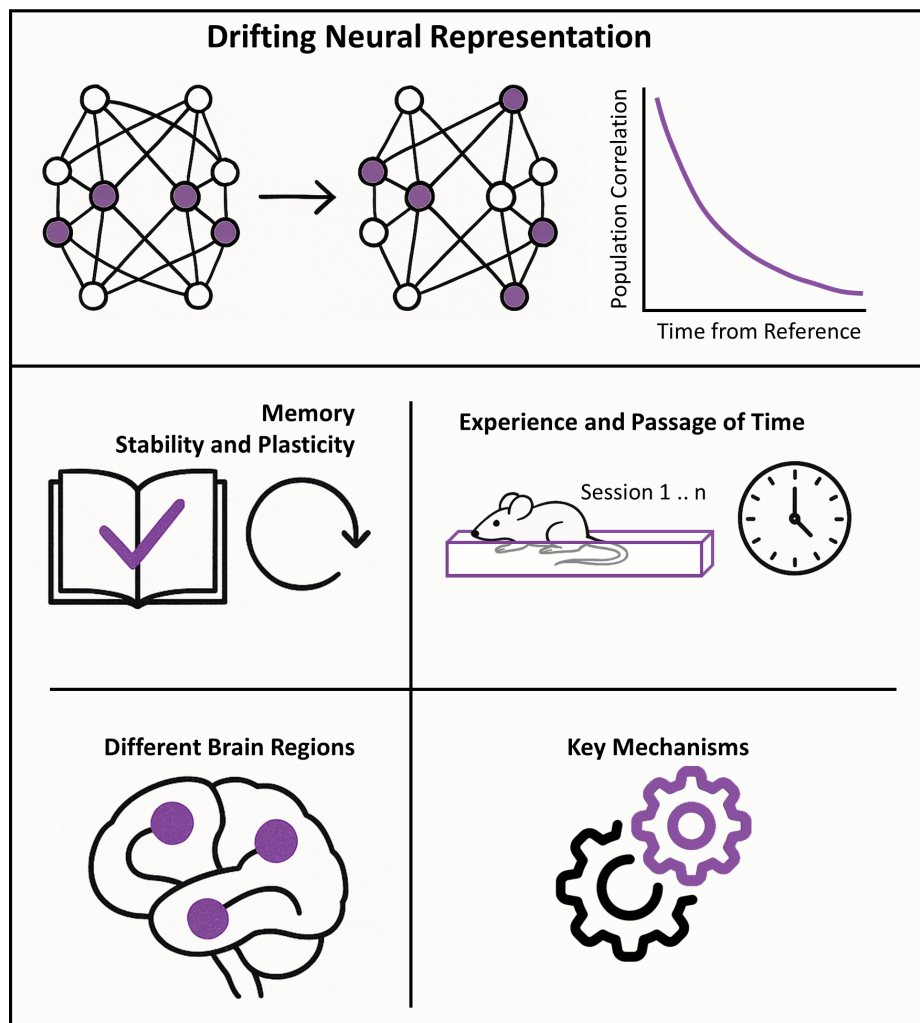 Drifting Neural Representation
Population Correlation
Time from Reference
Memory
Stability and Plasticity
Experience and Passage of Time
Session 1 .. n
Different Brain Regions
Key Mechanisms